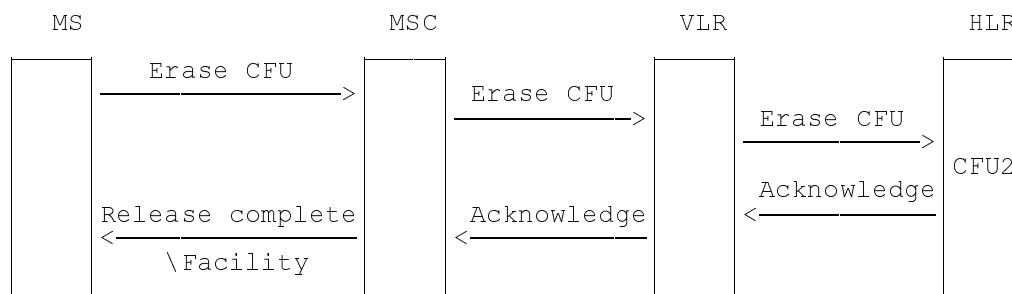 MS MSC VLR HLR
Erase CFU
Erase CFU
Erase CFU
CFU2
Acknowledge
Release complete
Acknowledge
\Facility